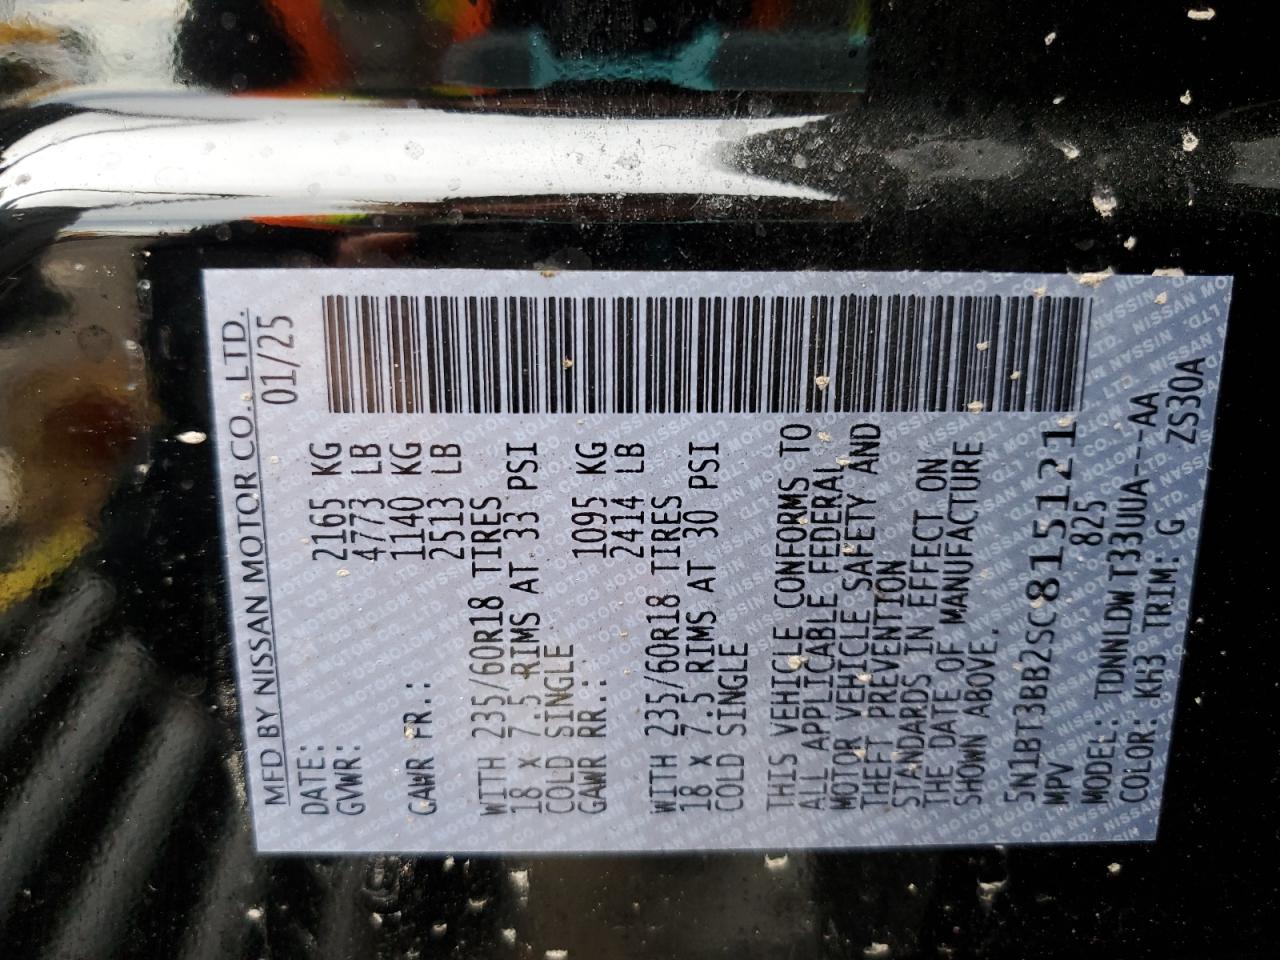 MFD BY NISSAN MOTOR CO., LTD.
DATE: 01/25
GVWR: 2165 KG
4773 LB
GAWR FR.: 1140 KG
2513 LB
WITH 235/60R18 TIRES
18 x 7.5 RIMS AT 33 PSI
COLD SINGLE
GAWR RR.: 1095 KG
2414 LB
WITH 235/60R18 TIRES
18 x 7.5 RIMS AT 30 PSI
COLD SINGLE
THIS VEHICLE CONFORMS TO
ALL APPLICABLE FEDERAL
MOTOR VEHICLE SAFETY AND
THEFT PREVENTION
STANDARDS IN EFFECT ON
THE DATE OF MANUFACTURE
SHOWN ABOVE.
5N1BT3BB2SC815121
MPV 825
MODEL: TDNNLDW T33UUA---AA
COLOR: KH3 TRIM: G ZS30A